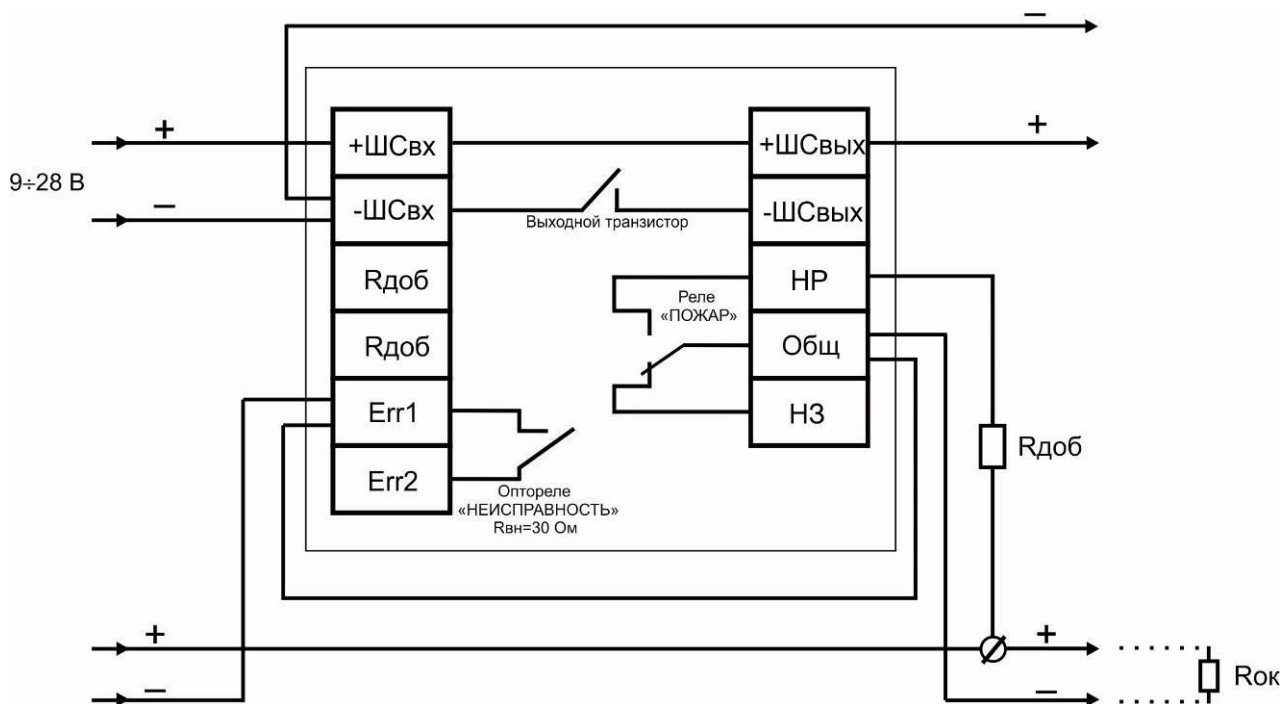 –
+
+
9÷28 В
–
+ШСвх
+ШСвых
-ШСвх
-ШСвых
Выходной транзистор
Rдоб
НР
Реле
«ПОЖАР»
Rдоб
Общ
Err1
НЗ
Rдоб
Err2
Оптореле
«НЕИСПРАВНОСТЬ»
Rвн=30 Ом
+
+
–
–
Rок